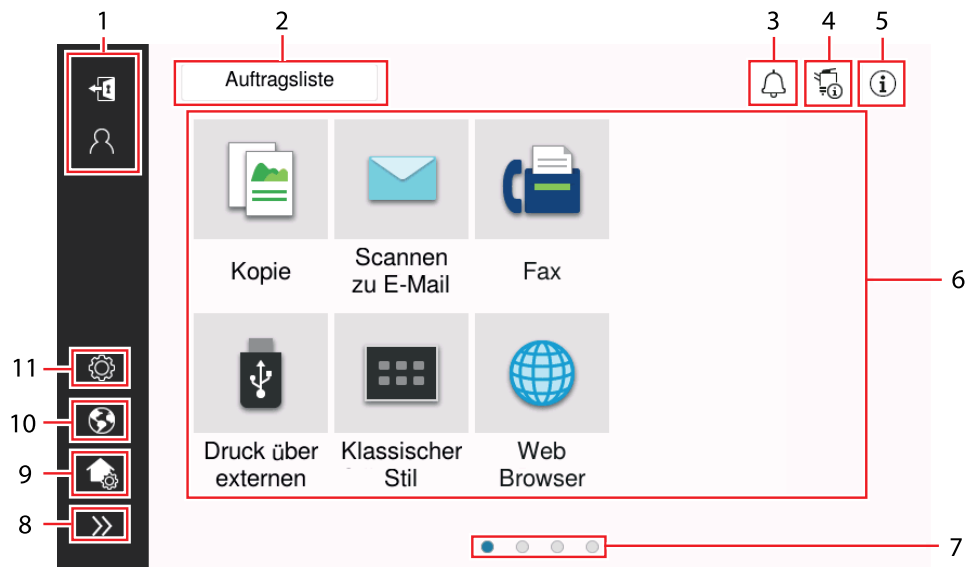 1
2
3
4
5
Auftragsliste
Kopie
Scannen
zu E-Mail
Fax
6
11
10
Druck über
externen
Klassischer
Stil
Web
Browser
9
8
7